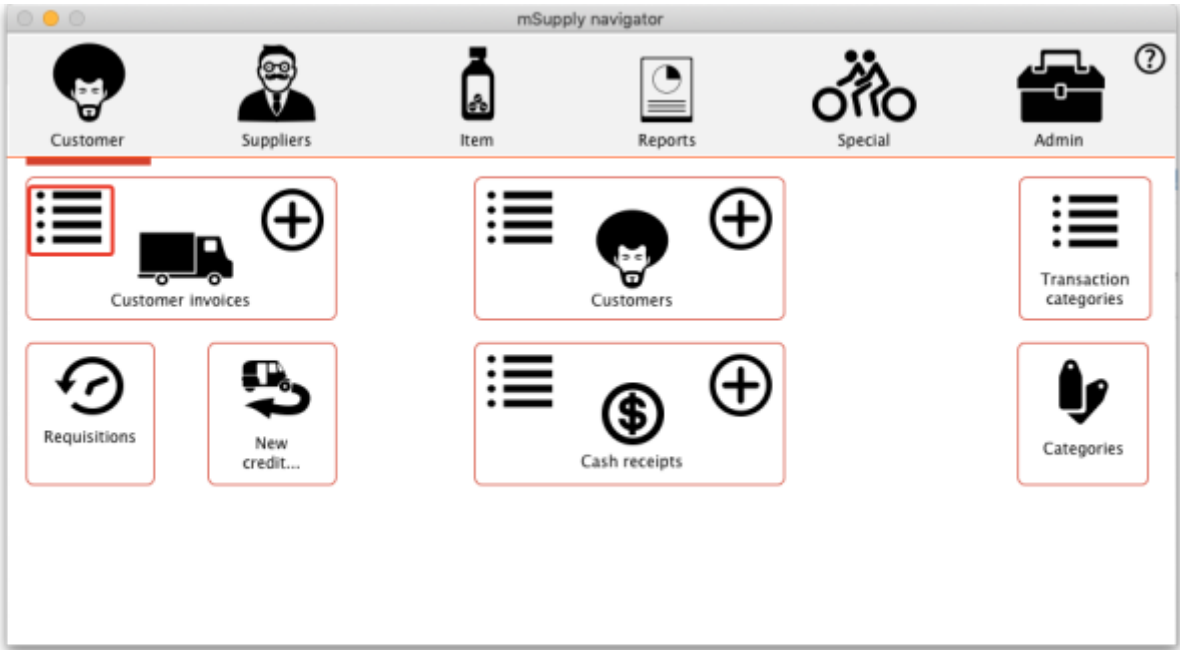 mSupply navigator
Customer
Suppliers
Item
Reports
Special
Admin
?
Customer invoices
Customers
Transaction
categories
Requisitions
New
credit...
$
Cash receipts
Categories